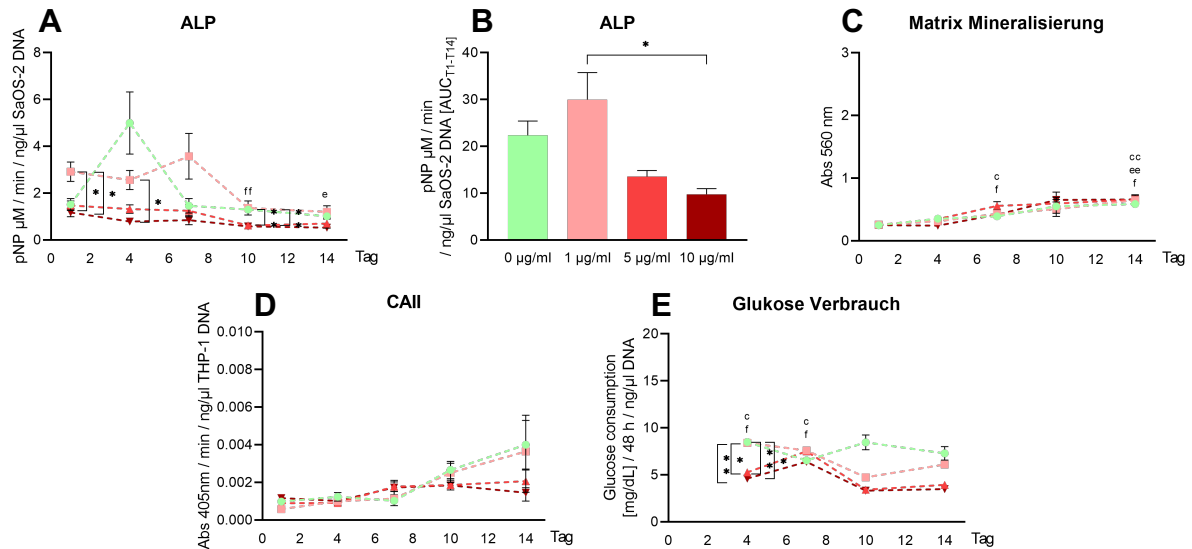 A
ALP
pNP µM / min / ng/µl SaOS-2 DNA
8
6
4
2
0
* * *
ff
* *
* *
e
0 2 4 6 8 10 12 14 Tag
B
ALP
pNP µM / min
/ ng/µl SaOS-2 DNA [AUCT1-T14]
40
30
20
10
0
*
0 µg/ml 1 µg/ml 5 µg/ml 10 µg/ml
C
Matrix Mineralisierung
Abs 560 nm
3
2
1
0
c
f
cc
ee
f
0 2 4 6 8 10 12 14 Tag
D
CAII
Abs 405nm / min / ng/µl THP-1 DNA
0.010
0.008
0.006
0.004
0.002
0.000
0 2 4 6 8 10 12 14 Tag
E
Glukose Verbrauch
Glucose consumption
[mg/dL] / 48 h / ng/µl DNA
20
15
10
5
0
c
f
c
f
* * * *
* *
0 2 4 6 8 10 12 14 Tag